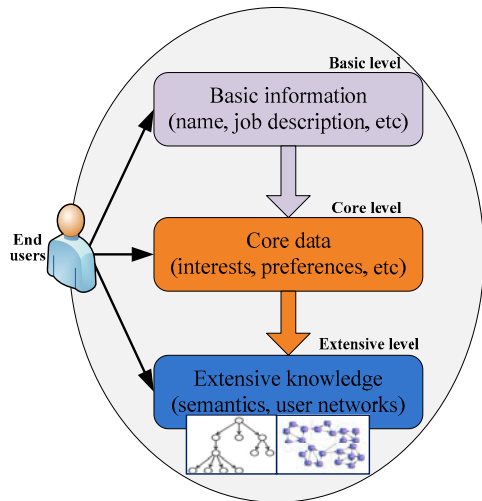 Basic level
Basic information
(name, job description, etc)
Core level
End
users
Core data
(interests, preferences, etc)
Extensive level
Extensive knowledge
(semantics, user networks)